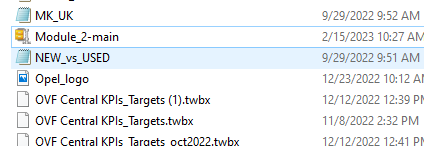 MK_UK 9/29/2022 9:52 AM
Module_2-main 2/15/2023 10:27 AM
NEW_vs_USED 9/29/2022 9:51 AM
Opel_logo 12/23/2022 10:12 AM
OVF Central KPIs_Targets (1).twbx 12/12/2022 12:39 PM
OVF Central KPIs_Targets.twbx 11/8/2022 2:32 PM
OVF Central KPIs_Targets_oct2022.twbx 12/12/2022 12:41 PM